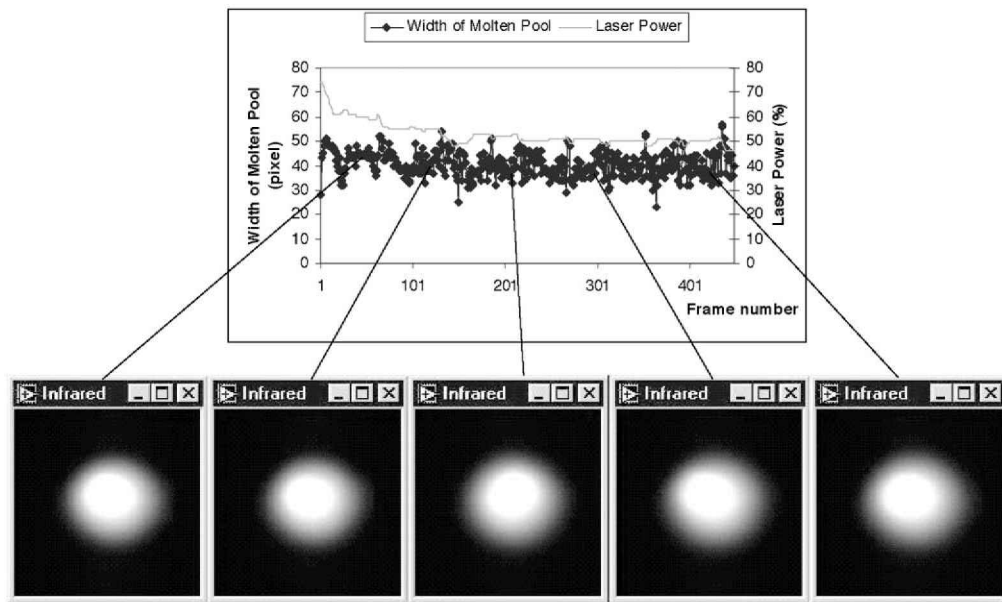 Width of Molten Pool Laser Power
Width of Molten Pool
(pixel)
80
70
60
50
40
30
20
10
0
80
70
60
50
40
30
20
10
0
Laser Power (%)
1 101 201 301 401
Frame number
Infrared
Infrared
Infrared
Infrared
Infrared